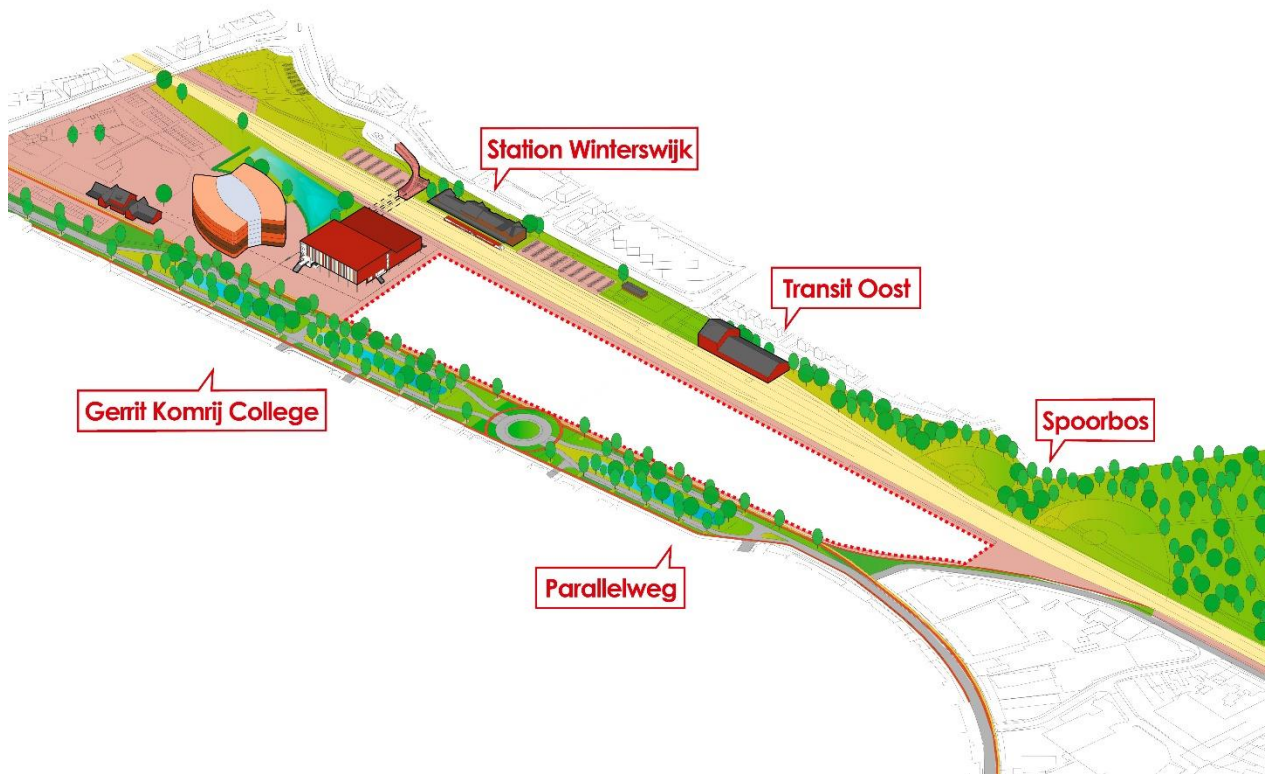 Station Winterswijk
Transit Oost
Gerrit Komrij College
Spoorbos
Parallelweg